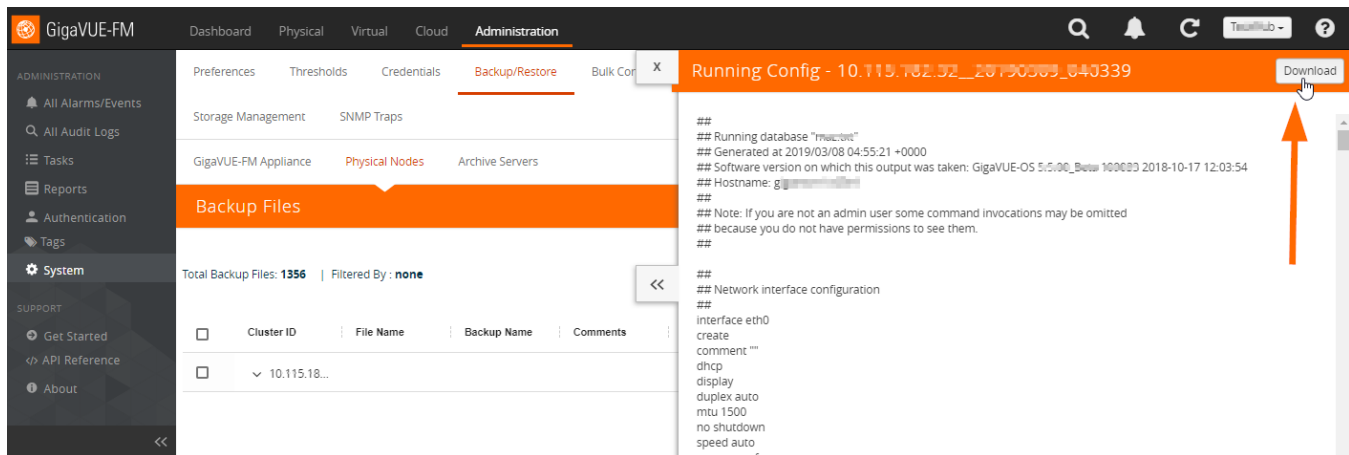 GigaVUE-FM
Dashboard Physical Virtual Cloud Administration
ADMINISTRATION
All Alarms/Events
All Audit Logs
Tasks
Reports
Authentication
Tags
System
SUPPORT
Get Started
</> API Reference
About
<<
Preferences Thresholds Credentials Backup/Restore Bulk Cor
Storage Management SNMP Traps
GigaVUE-FM Appliance Physical Nodes Archive Servers
Backup Files
Total Backup Files: 1356 | Filtered By : none
Cluster ID File Name Backup Name Comments
10.115.18...
X
<<
Running Config - 10.
Download
##
## Running database "
## Generated at 2019/03/08 04:55:21 +0000
## Software version on which this output was taken: GigaVUE-OS 2018-10-17 12:03:54
## Hostname:
##
## Note: If you are not an admin user some command invocations may be omitted
## because you do not have permissions to see them.
##
##
## Network interface configuration
##
interface eth0
create
comment ""
dhcp
display
duplex auto
mtu 1500
no shutdown
speed auto